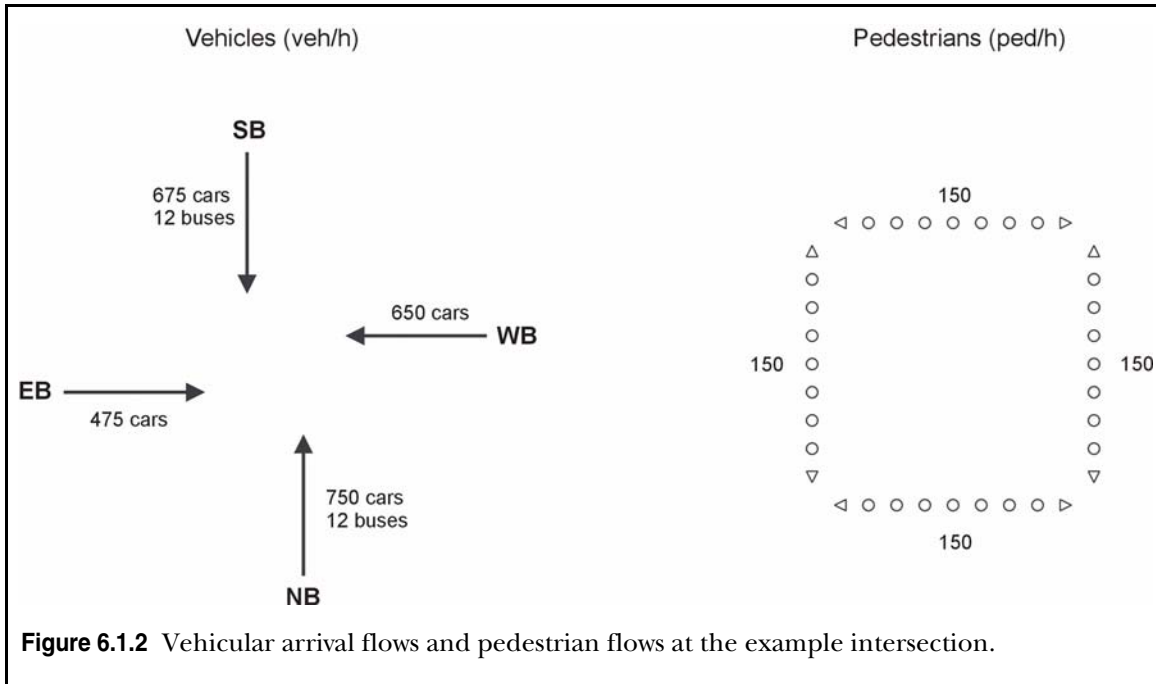 Vehicles (veh/h)
Pedestrians (ped/h)
SB
675 cars
12 buses
650 cars
WB
EB
475 cars
750 cars
12 buses
NB
150
150
150
150
Figure 6.1.2 Vehicular arrival flows and pedestrian flows at the example intersection.